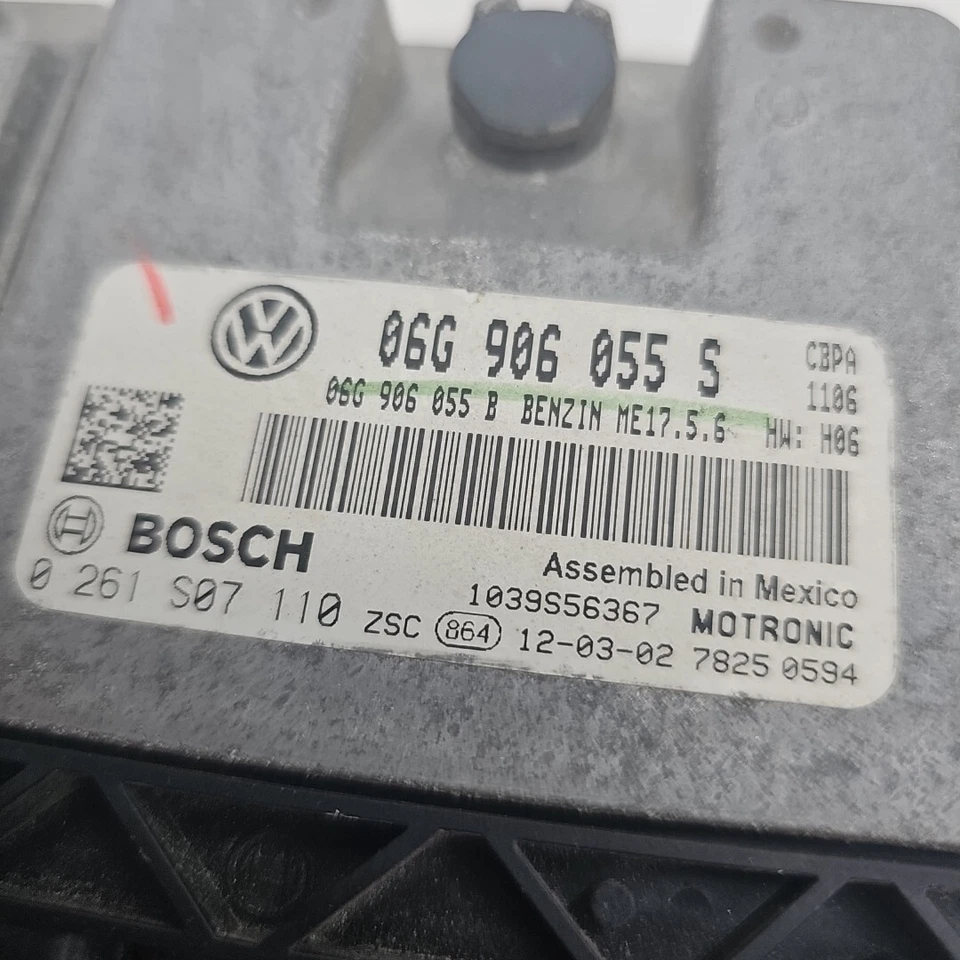 06G 906 055 S CBPA
1106
06G 906 055 B BENZIN ME17.5.6 HW: H06
BOSCH
Assembled in Mexico
0 261 S07 110 1039S56367 MOTRONIC
ZSC 864 12-03-02 7825 0594